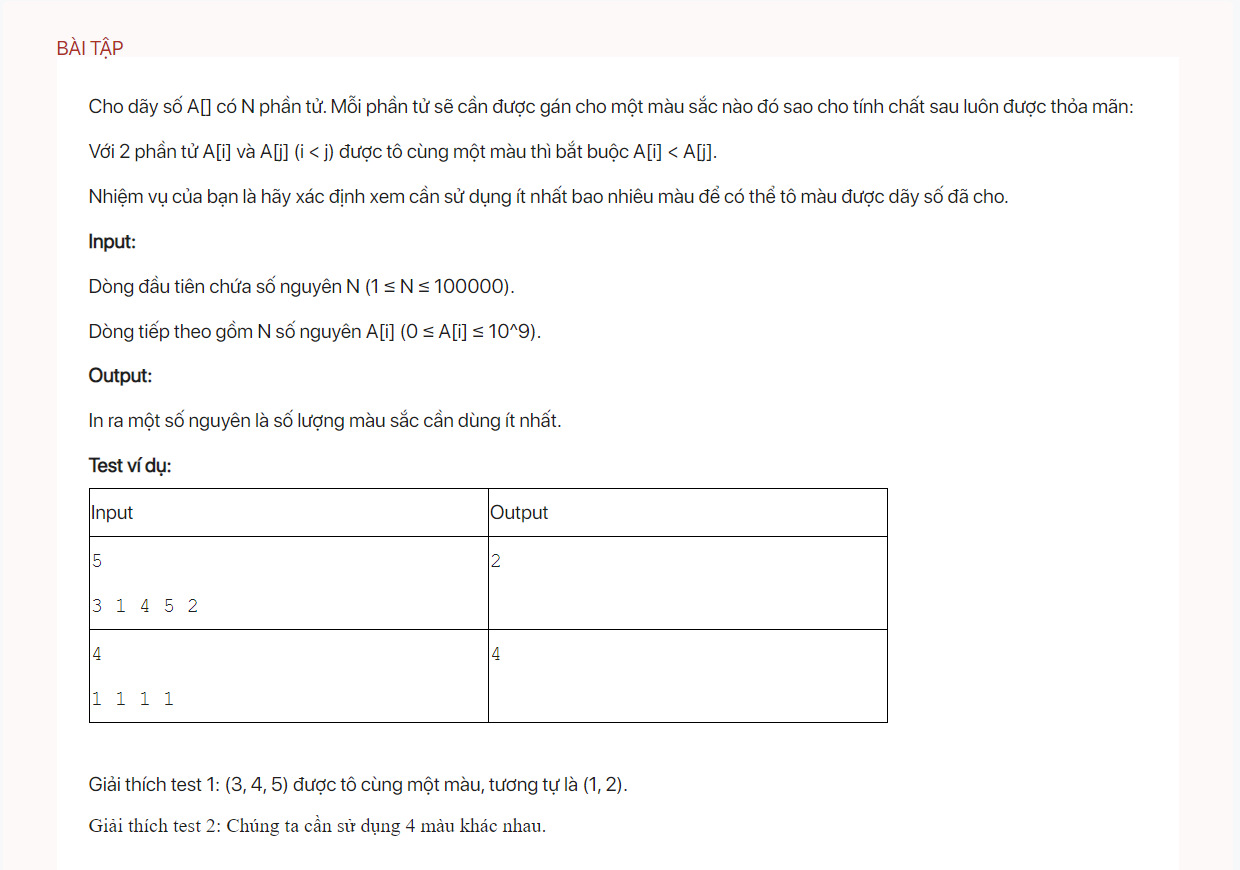 BÀI TẬP
Cho dãy số A[] có N phần tử. Mỗi phần tử sẽ cần được gán cho một màu sắc nào đó sao cho tính chất sau luôn được thỏa mãn:
Với 2 phần tử A[i] và A[j] (i < j) được tô cùng một màu thì bắt buộc A[i] < A[j].
Nhiệm vụ của bạn là hãy xác định xem cần sử dụng ít nhất bao nhiêu màu để có thể tô màu được dãy số đã cho.
Input:
Dòng đầu tiên chứa số nguyên N (1 ≤ N ≤ 100000).
Dòng tiếp theo gồm N số nguyên A[i] (0 ≤ A[i] ≤ 10^9).
Output:
In ra một số nguyên là số lượng màu sắc cần dùng ít nhất.
Test ví dụ:
Input Output
5 2
3 1 4 5 2
4 4
1 1 1 1
Giải thích test 1: (3, 4, 5) được tô cùng một màu, tương tự là (1, 2).
Giải thích test 2: Chúng ta cần sử dụng 4 màu khác nhau.